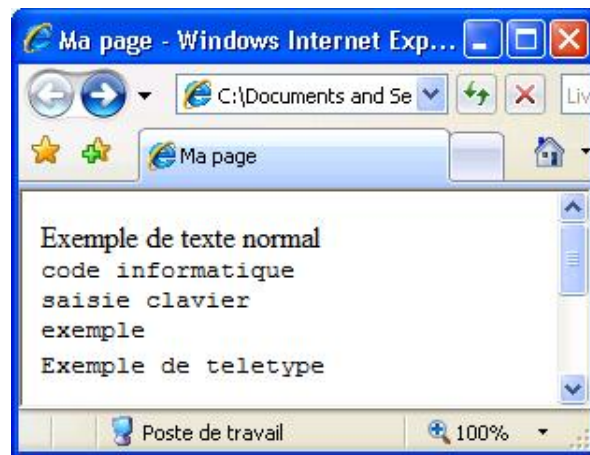 Ma page - Windows Internet Exp...
C:\Documents and Se
Liv
Ma page
Exemple de texte normal
code informatique
saisie clavier
exemple
Exemple de teletype
Poste de travail
100%